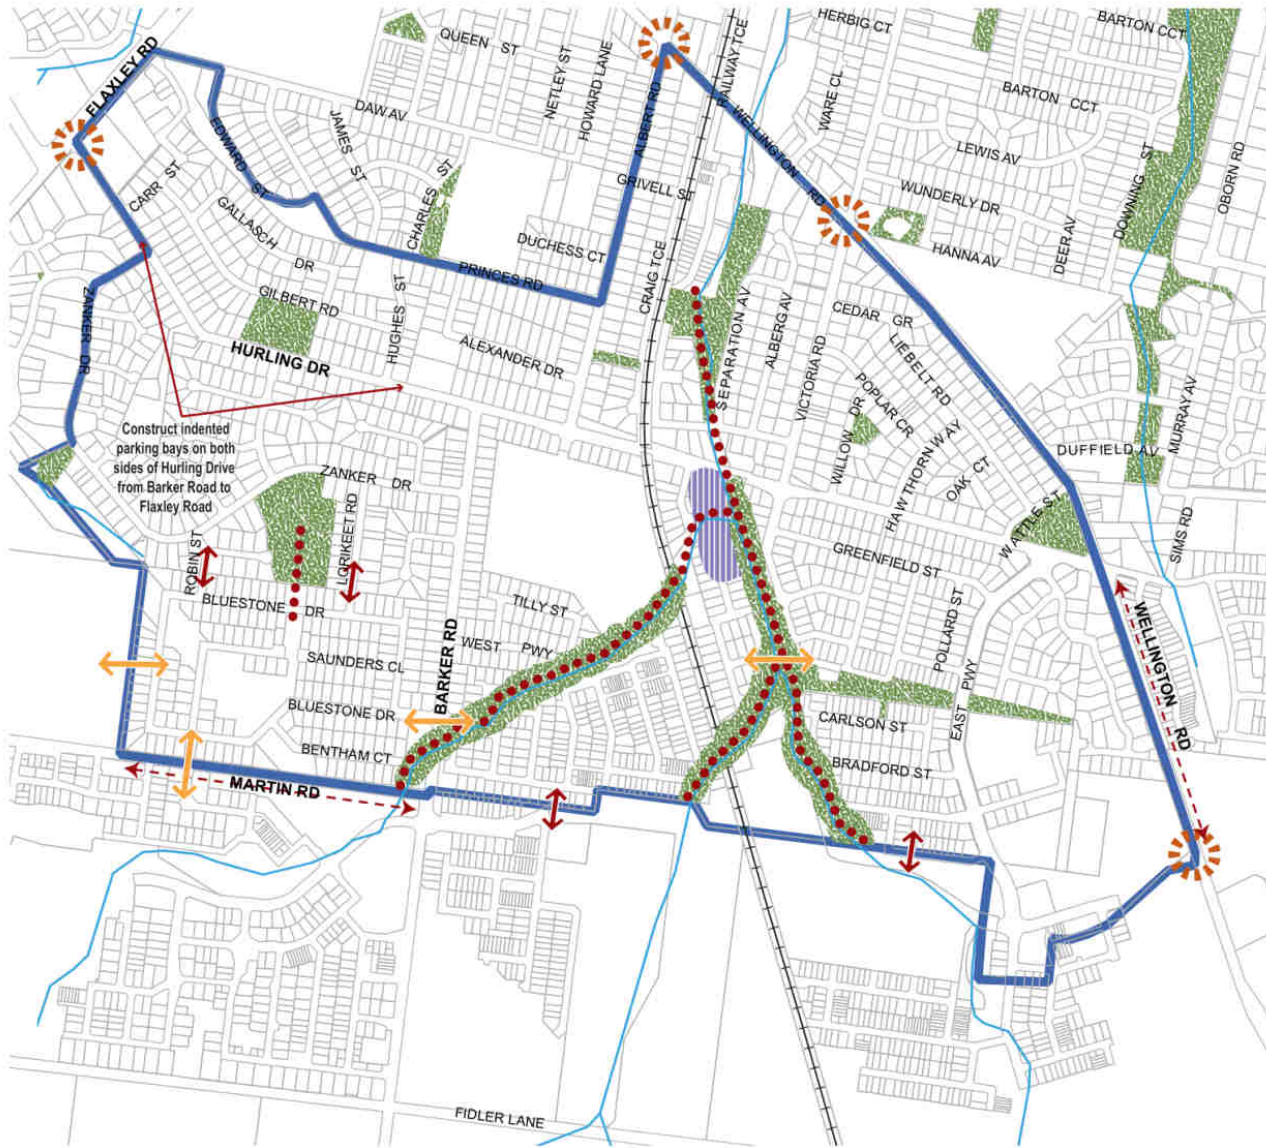 HERBIG CT
BARTON CCT
QUEEN ST
NETLEY ST
HOWARD LANE
RAILWAY TCE
FLAXLEY RD
WARE CL
BARTON CCT
DAW AV
JAMES ST
ALBERT RD
WELLINGTON RD
LEWIS AV
EDWARD ST
CARR ST
CHARLES ST
GRIVELL ST
WUNDERLY DR
DOWNING ST
OBORN RD
GALLASCH DR
DUCHESS CT
DEER AV
HANNA AV
PRINCES RD
CRAIG TCE
ZANKER DR
GILBERT RD
HUGHES ST
SEPARATION AV
ALBERG AV
CEDAR GR
HURLING DR
ALEXANDER DR
VICTORIA RD
LIEBELT RD
POPLAR CR
MURRAY AV
Construct indented
parking bays on both
sides of Hurling Drive
from Barker Road to
Flaxley Road
WILLOW DR
HAWTHORN WAY
DUFFIELD AV
ZANKER DR
OAK CT
LORIKEET RD
WATTLE ST
SIMS RD
ROBIN ST
GREENFIELD ST
BLUESTONE DR
TILLY ST
POLLARD ST
WELLINGTON RD
WEST PWY
BARKER RD
SAUNDERS CL
EAST PWY
BLUESTONE DR
CARLSON ST
BENTHAM CT
BRADFORD ST
MARTIN RD
FIDLER LANE